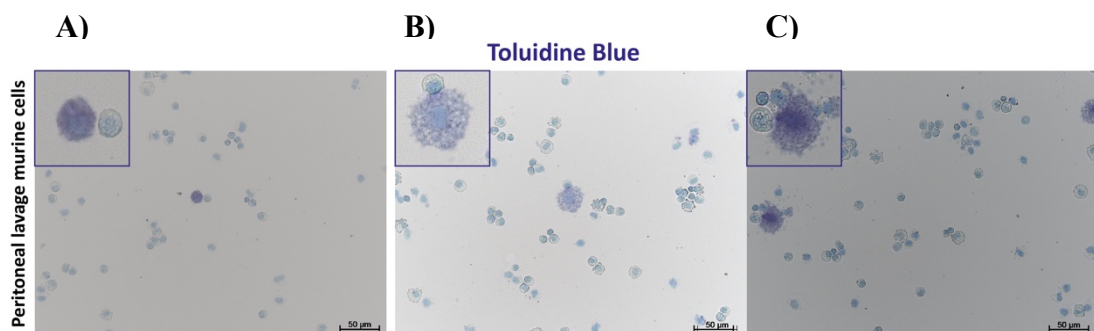 A)
B)
C)
Toluidine Blue
Peritoneal lavage murine cells
50 µm
50 µm
50 µm